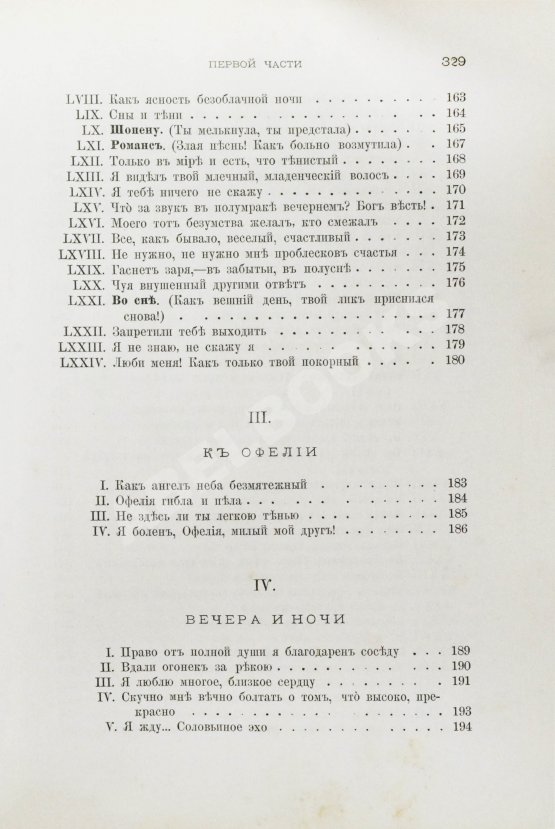 ПЕРВОЙ ЧАСТИ 329
LVIII. Какъ ясность безоблачной ночи . . . . . . . . . 163
LIX. Сны и тѣни . . . . . . . . . . . . . . . . 164
LX. Шопену. (Ты мелькнула, ты предстала) . . . . . . 165
LXI. Романсъ. (Злая пѣснь! Какъ больно возмутила) . . 167
LXII. Только въ мірѣ и есть, что тѣнистый . . . . . . . 168
LXIII. Я видѣлъ твой млечный, младенческій волосъ . . . . 169
LXIV. Я тебѣ ничего не скажу . . . . . . . . . . . . 170
LXV. Что̀ за звукъ въ полумракѣ вечернемъ? Богъ вѣсть! . 171
LXVI. Моего тотъ безумства желалъ, кто смежалъ . . . . . 172
LXVII. Все, какъ бывало, веселый, счастливый . . . . . . 173
LXVIII. Не нужно, не нужно мнѣ проблесковъ счастья . . . . 174
LXIX. Гаснетъ заря,—въ забытьи, въ полуснѣ . . . . . . . 175
LXX. Чуя внушенный другими отвѣтъ . . . . . . . . . 176
LXXI. Во снѣ. (Какъ вешній день, твой ликъ приснился
снова!) . . . . . . . . . . . . . . . . . . 177
LXXII. Запретили тебѣ выходить . . . . . . . . . . . . 178
LXXIII. Я не знаю, не скажу я . . . . . . . . . . . . . 179
LXXIV. Люби меня! Какъ только твой покорный . . . . . . 180
III.
КЪ ОФЕЛІИ
I. Какъ ангелъ неба безмятежный . . . . . . . . . 183
II. Офелія гибла и пѣла . . . . . . . . . . . . . . 184
III. Не здѣсь ли ты легкою тѣнью . . . . . . . . . . 185
IV. Я боленъ, Офелія, милый мой другъ! . . . . . . . . 186
IV.
ВЕЧЕРА И НОЧИ
I. Право отъ полной души я благодаренъ сосѣду . . . 189
II. Вдали огонекъ за рѣкою . . . . . . . . . . . . . 190
III. Я люблю многое, близкое сердцу . . . . . . . . . 191
IV. Скучно мнѣ вѣчно болтать о томъ, что̀ высоко, пре-
красно . . . . . . . . . . . . . . . . . . . 193
V. Я жду... Соловьиное эхо . . . . . . . . . . . . 194